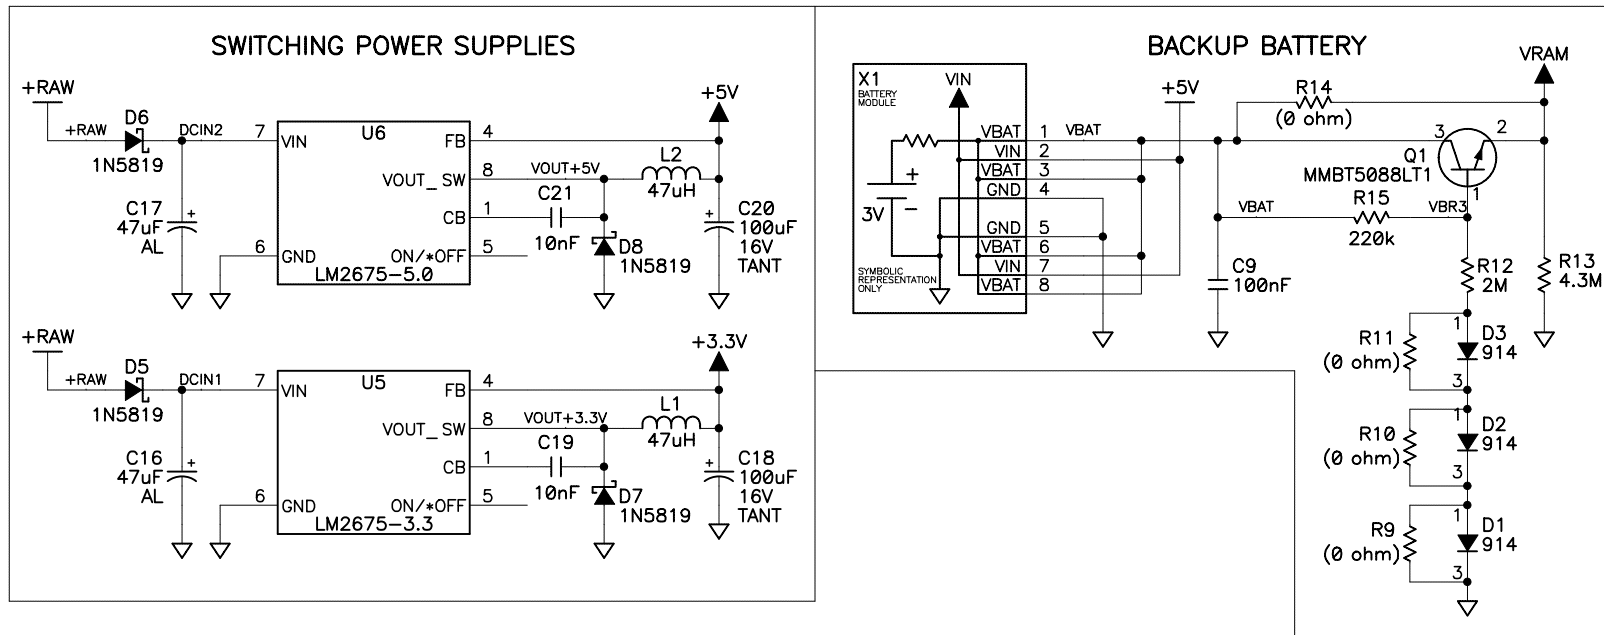 SWITCHING POWER SUPPLIES
+RAW
+RAW
D6
1N5819
DCIN2
C17
47uF
AL
7
VIN
U6
FB
4
VOUT_SW
8
VOUT+5V
CB
1
6
GND
ON/*OFF
5
LM2675-5.0
C21
10nF
D8
1N5819
L2
47uH
+5V
+
C20
100uF
16V
TANT
+
+RAW
+RAW
D5
1N5819
DCIN1
C16
47uF
AL
+
7
VIN
U5
FB
4
VOUT_SW
8
VOUT+3.3V
CB
1
6
GND
ON/*OFF
5
LM2675-3.3
C19
10nF
D7
1N5819
L1
47uH
+3.3V
+
C18
100uF
16V
TANT
BACKUP BATTERY
X1
BATTERY
MODULE
VIN
+
3V
−
SYMBOLIC
REPRESENTATION
ONLY
VBAT 1 VBAT
VIN 2
VBAT 3
GND 4
GND 5
VBAT 6
VIN 7
VBAT 8
+5V
R14
(0 ohm)
VRAM
3
2
Q1
MMBT5088LT1
1
VBAT
R15
220k
VBR3
C9
100nF
R12
2M
R13
4.3M
R11
(0 ohm)
1
D3
914
3
R10
(0 ohm)
1
D2
914
3
R9
(0 ohm)
1
D1
914
3